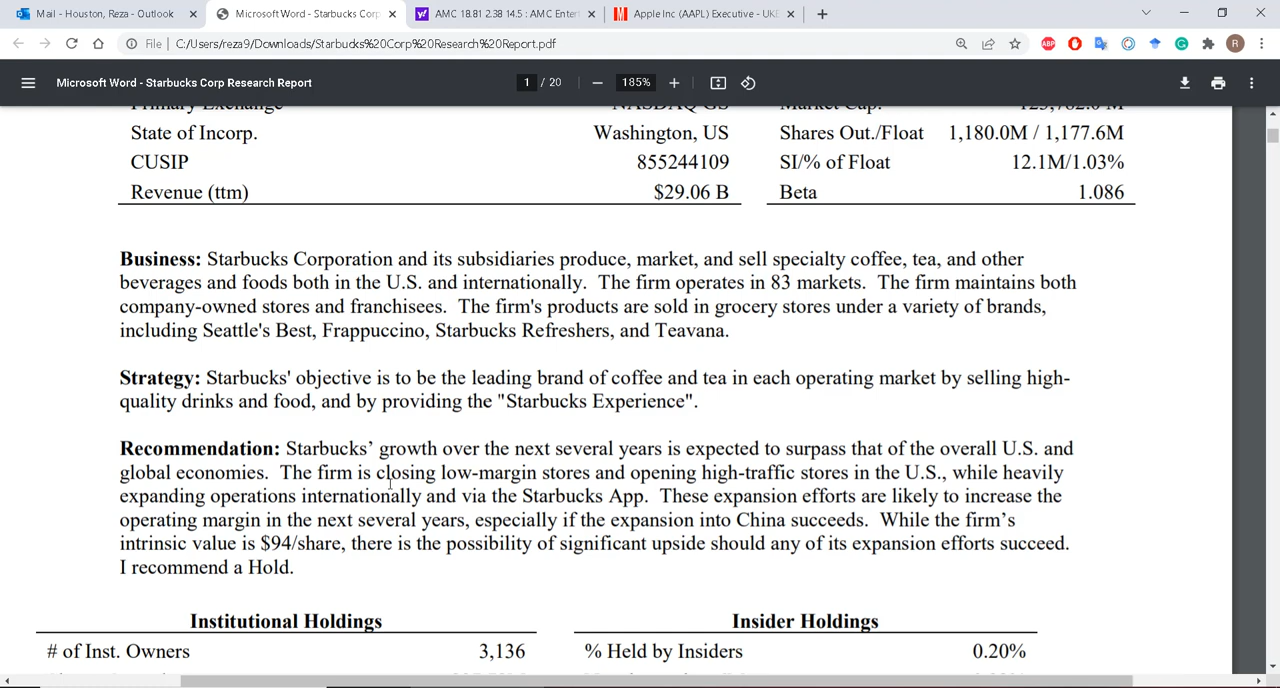 Mail - Houston, Reza - Outlook
Microsoft Word - Starbucks Corp
AMC 18.81 2.38 14.5 : AMC Enter
Apple Inc (AAPL) Executive - UKE
File C:/Users/reza9/Downloads/Starbucks%20Corp%20Research%20Report.pdf
ABP
G
R
Microsoft Word - Starbucks Corp Research Report
1 / 20
185%
Primary Exchange NASDAQ GS Market Cap.
State of Incorp. Washington, US Shares Out./Float 1,180.0M / 1,177.6M
CUSIP 855244109 SI/% of Float 12.1M/1.03%
Revenue (ttm) $29.06 B Beta 1.086
Business: Starbucks Corporation and its subsidiaries produce, market, and sell specialty coffee, tea, and other
beverages and foods both in the U.S. and internationally. The firm operates in 83 markets. The firm maintains both
company-owned stores and franchisees. The firm's products are sold in grocery stores under a variety of brands,
including Seattle's Best, Frappuccino, Starbucks Refreshers, and Teavana.
Strategy: Starbucks' objective is to be the leading brand of coffee and tea in each operating market by selling high-
quality drinks and food, and by providing the "Starbucks Experience".
Recommendation: Starbucks’ growth over the next several years is expected to surpass that of the overall U.S. and
global economies. The firm is closing low-margin stores and opening high-traffic stores in the U.S., while heavily
expanding operations internationally and via the Starbucks App. These expansion efforts are likely to increase the
operating margin in the next several years, especially if the expansion into China succeeds. While the firm’s
intrinsic value is $94/share, there is the possibility of significant upside should any of its expansion efforts succeed.
I recommend a Hold.
Institutional Holdings Insider Holdings
# of Inst. Owners 3,136 % Held by Insiders 0.20%